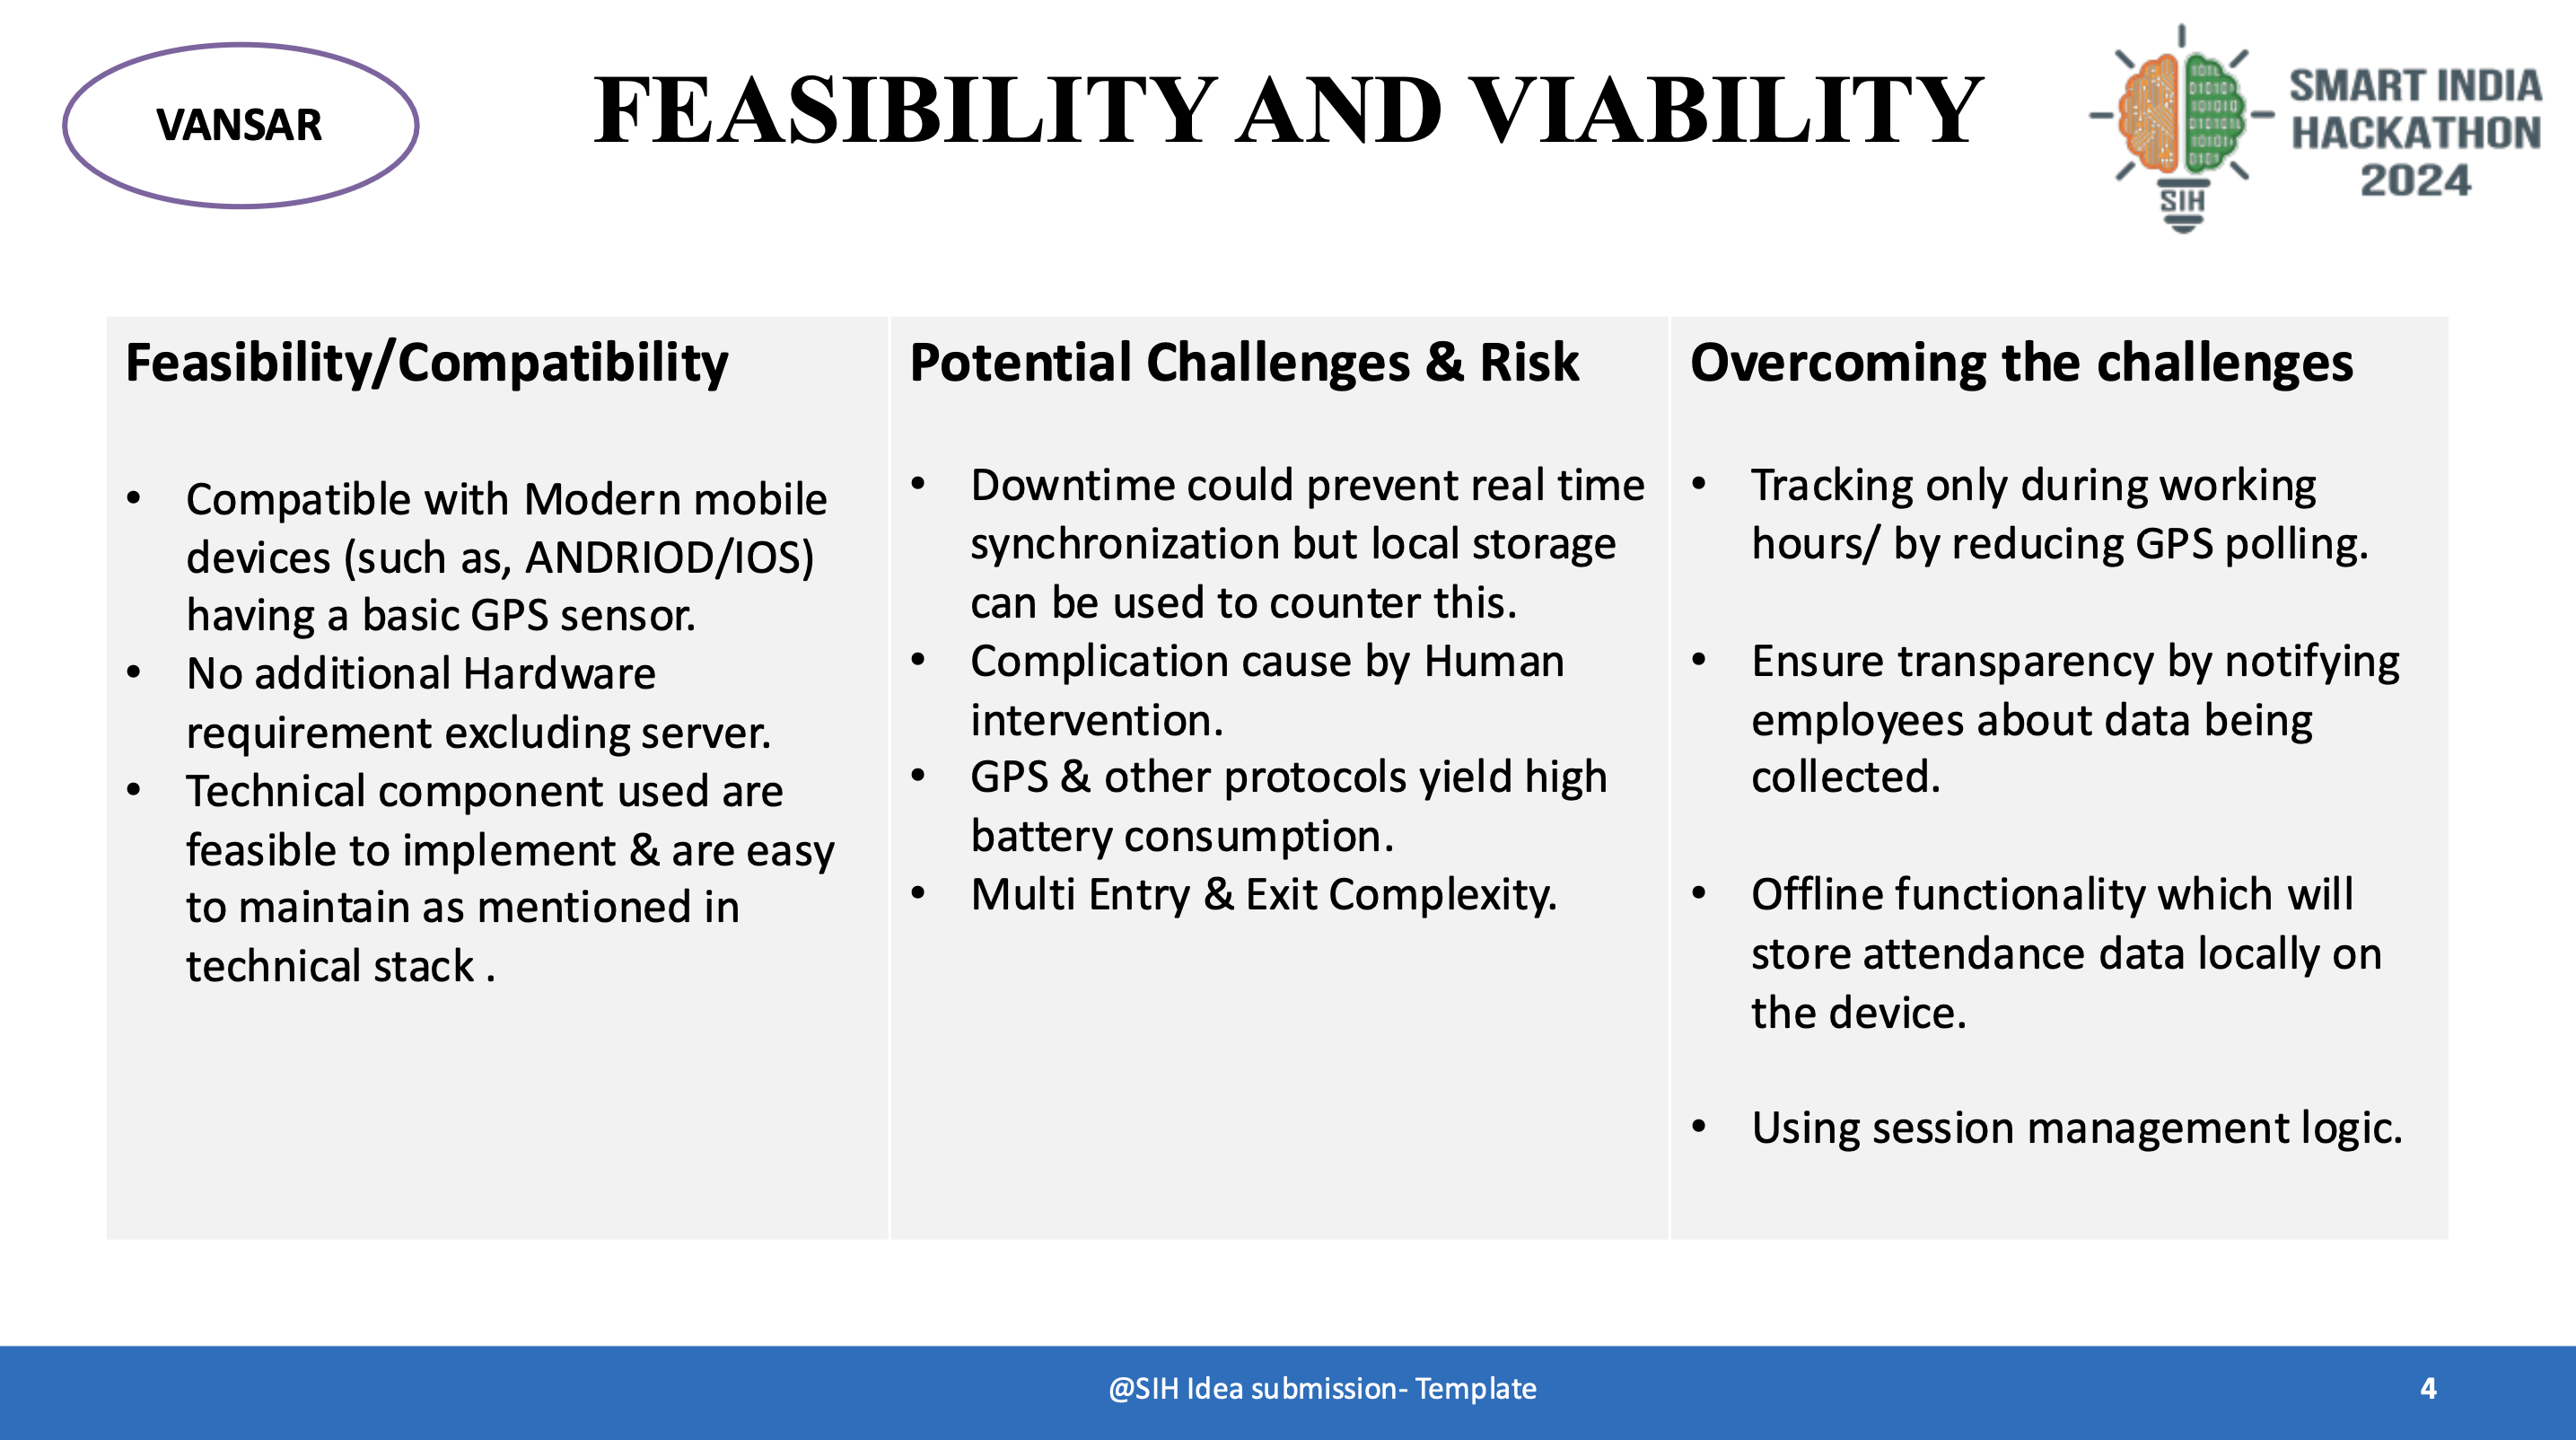 VANSAR
FEASIBILITY AND VIABILITY
SMART INDIA
HACKATHON
2024
SIH
Feasibility/Compatibility
• Compatible with Modern mobile
devices (such as, ANDRIOD/IOS)
having a basic GPS sensor.
• No additional Hardware
requirement excluding server.
• Technical component used are
feasible to implement & are easy
to maintain as mentioned in
technical stack .
Potential Challenges & Risk
• Downtime could prevent real time
synchronization but local storage
can be used to counter this.
• Complication cause by Human
intervention.
• GPS & other protocols yield high
battery consumption.
• Multi Entry & Exit Complexity.
Overcoming the challenges
• Tracking only during working
hours/ by reducing GPS polling.
• Ensure transparency by notifying
employees about data being
collected.
• Offline functionality which will
store attendance data locally on
the device.
• Using session management logic.
@SIH Idea submission- Template
4